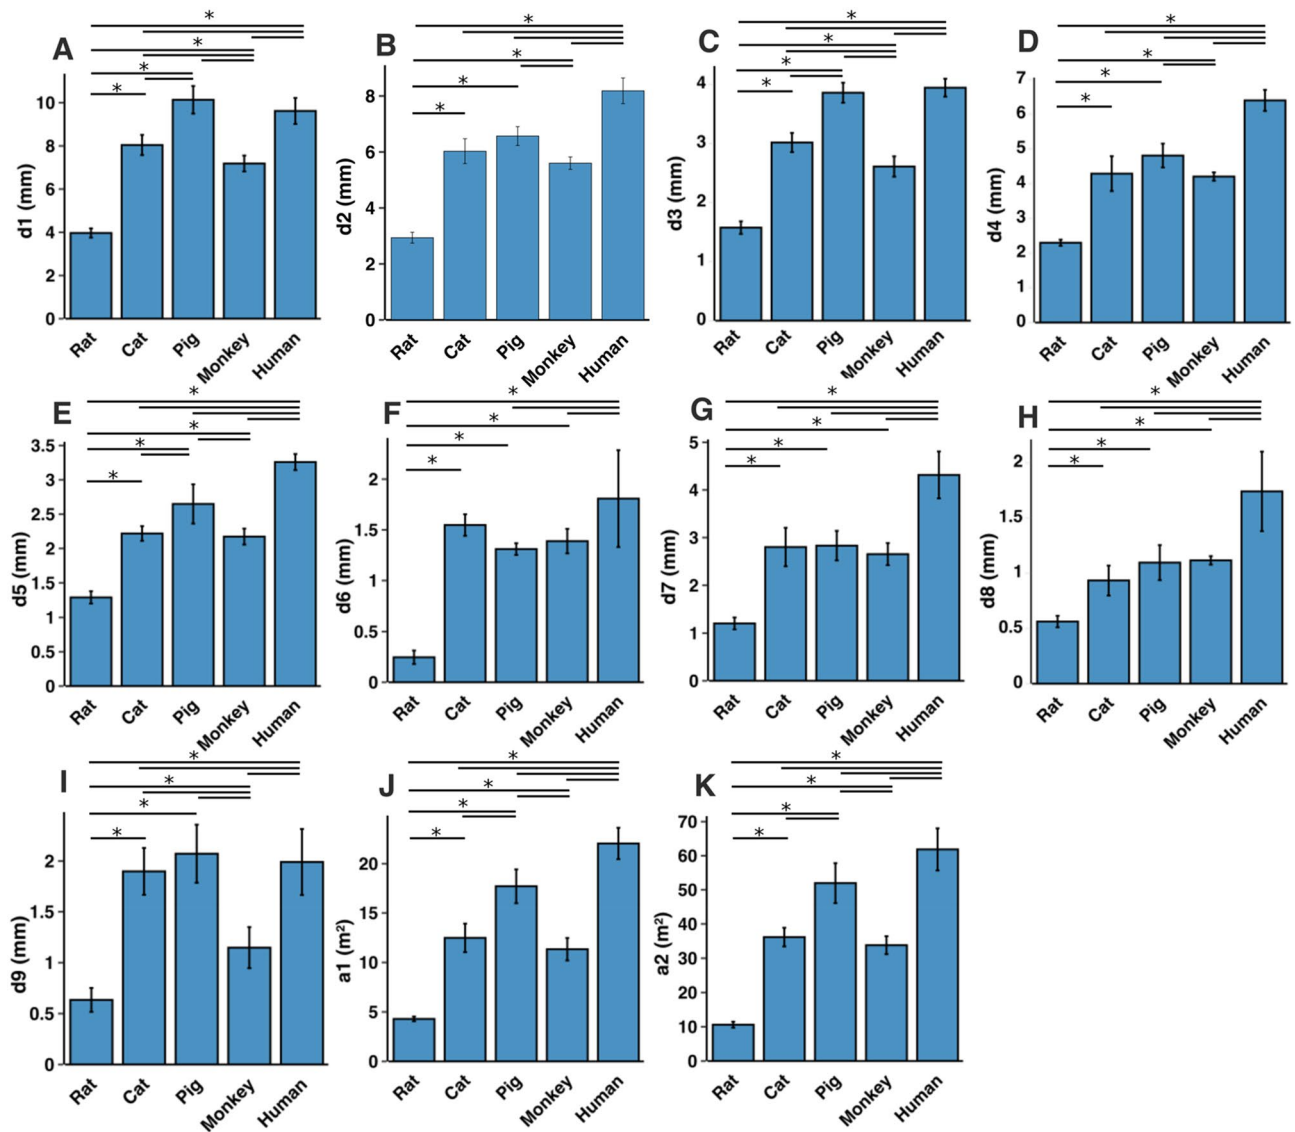 A
*
*
*
*
d1 (mm)
10
8
6
4
2
0
Rat
Cat
Pig
Monkey
Human
B
*
*
*
*
d2 (mm)
8
6
4
2
0
Rat
Cat
Pig
Monkey
Human
C
*
*
*
*
d3 (mm)
4
3
2
1
0
Rat
Cat
Pig
Monkey
Human
D
*
*
*
*
d4 (mm)
7
6
5
4
3
2
1
0
Rat
Cat
Pig
Monkey
Human
E
*
*
*
*
d5 (mm)
3.5
3
2.5
2
1.5
1
0.5
0
Rat
Cat
Pig
Monkey
Human
F
*
*
*
*
d6 (mm)
2
1.5
1
0.5
0
Rat
Cat
Pig
Monkey
Human
G
*
*
*
*
d7 (mm)
5
4
3
2
1
0
Rat
Cat
Pig
Monkey
Human
H
*
*
*
*
d8 (mm)
2
1.5
1
0.5
0
Rat
Cat
Pig
Monkey
Human
I
*
*
*
*
d9 (mm)
2
1.5
1
0.5
0
Rat
Cat
Pig
Monkey
Human
J
*
*
*
*
a1 (m²)
20
15
10
5
0
Rat
Cat
Pig
Monkey
Human
K
*
*
*
*
a2 (m²)
70
60
50
40
30
20
10
0
Rat
Cat
Pig
Monkey
Human